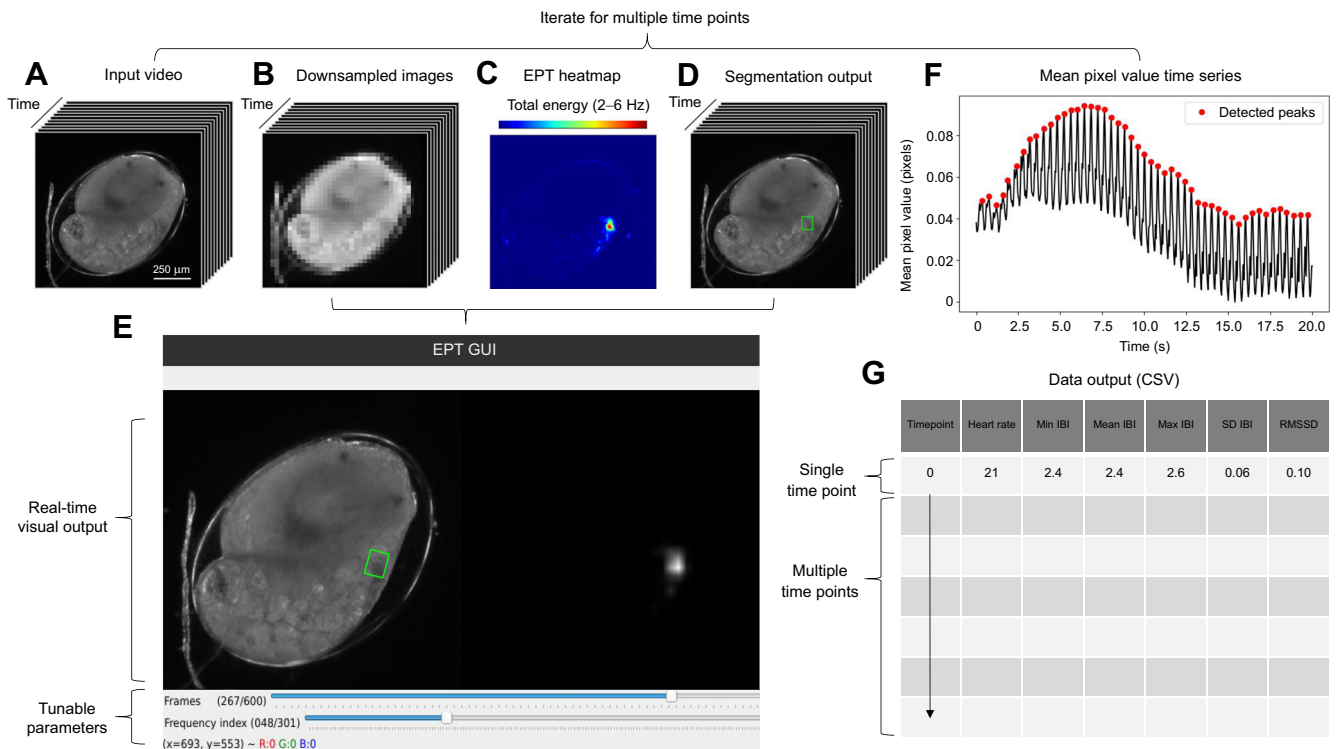 Iterate for multiple time points
A
Input video
Time
250 µm
B
Downsampled images
Time
C
EPT heatmap
Total energy (2–6 Hz)
D
Segmentation output
Time
F
Mean pixel value time series
Detected peaks
Mean pixel value (pixels)
0.08
0.06
0.04
0.02
0
0 2.5 5.0 7.5 10.0 12.5 15.0 17.5 20.0
Time (s)
E
EPT GUI
Real-time
visual output
Tunable
parameters
Frames (267/600)
Frequency index (048/301)
(x=693, y=553) ~ R:0 G:0 B:0
G
Data output (CSV)
Timepoint Heart rate Min IBI Mean IBI Max IBI SD IBI RMSSD
Single
time point
0 21 2.4 2.4 2.6 0.06 0.10
Multiple
time points